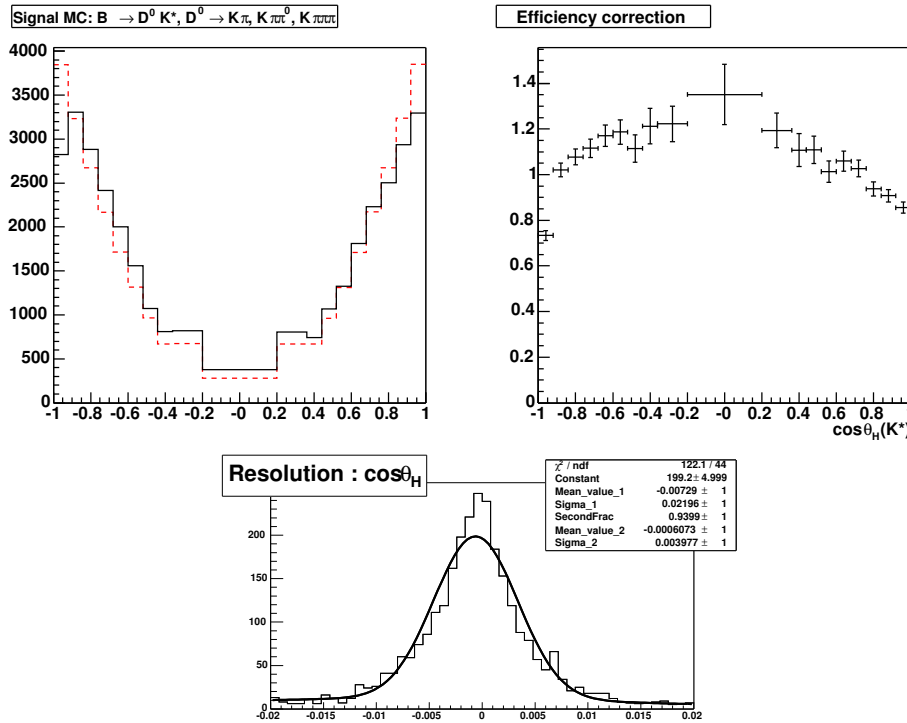 Signal MC: B → D⁰ K*, D⁰ → K π, K ππ⁰, K πππ
Efficiency correction
4000
3500
3000
2500
2000
1500
1000
500
0
-1 -0.8 -0.6 -0.4 -0.2 -0 0.2 0.4 0.6 0.8 1
1.4
1.2
1
0.8
0.6
0.4
0.2
0
-1 -0.8 -0.6 -0.4 -0.2 -0 0.2 0.4 0.6 0.8 1
cosθH(K*)
Resolution : cosθH
χ² / ndf 122.1 / 44
Constant 199.2 ± 4.999
Mean_value_1 -0.00729 ± 1
Sigma_1 0.02196 ± 1
SecondFrac 0.9399 ± 1
Mean_value_2 -0.0006073 ± 1
Sigma_2 0.003977 ± 1
200
150
100
50
0
-0.02 -0.015 -0.01 -0.005 0 0.005 0.01 0.015 0.02